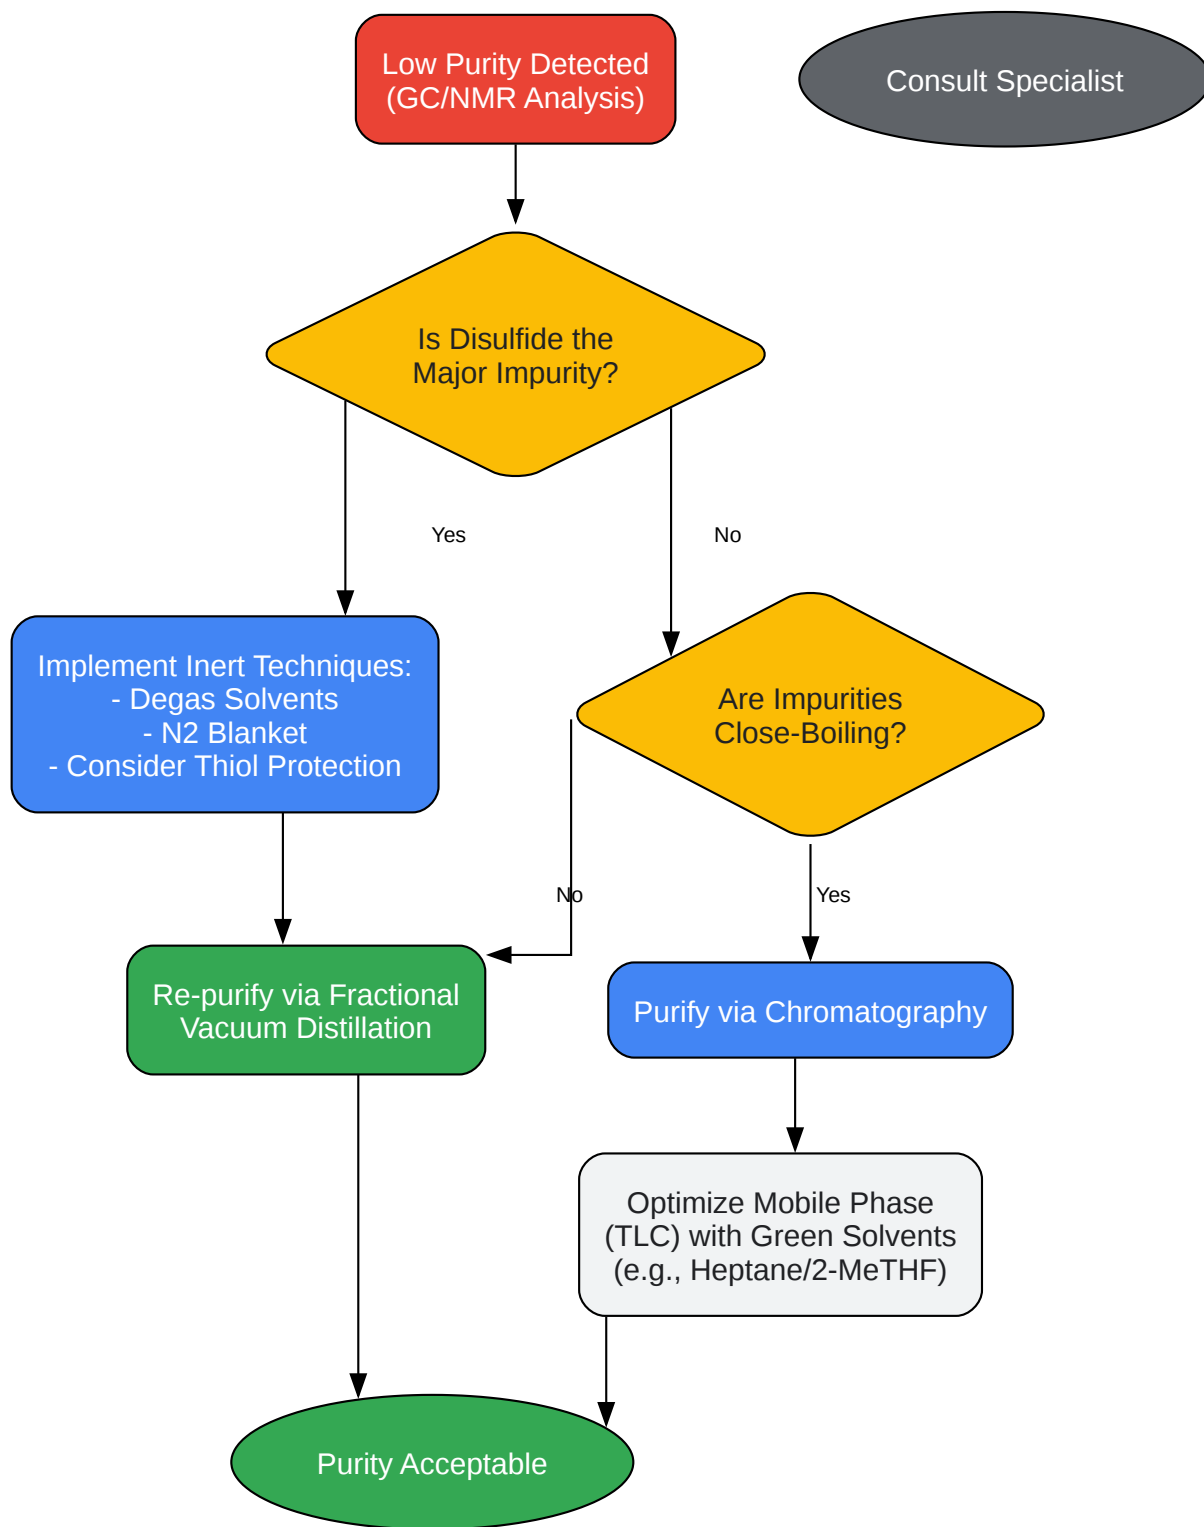 Low Purity Detected
(GC/NMR Analysis)
Consult Specialist
Is Disulfide the
Major Impurity?
Yes
No
Implement Inert Techniques:
- Degas Solvents
- N2 Blanket
- Consider Thiol Protection
Are Impurities
Close-Boiling?
No
Yes
Re-purify via Fractional
Vacuum Distillation
Purify via Chromatography
Optimize Mobile Phase
(TLC) with Green Solvents
(e.g., Heptane/2-MeTHF)
Purity Acceptable